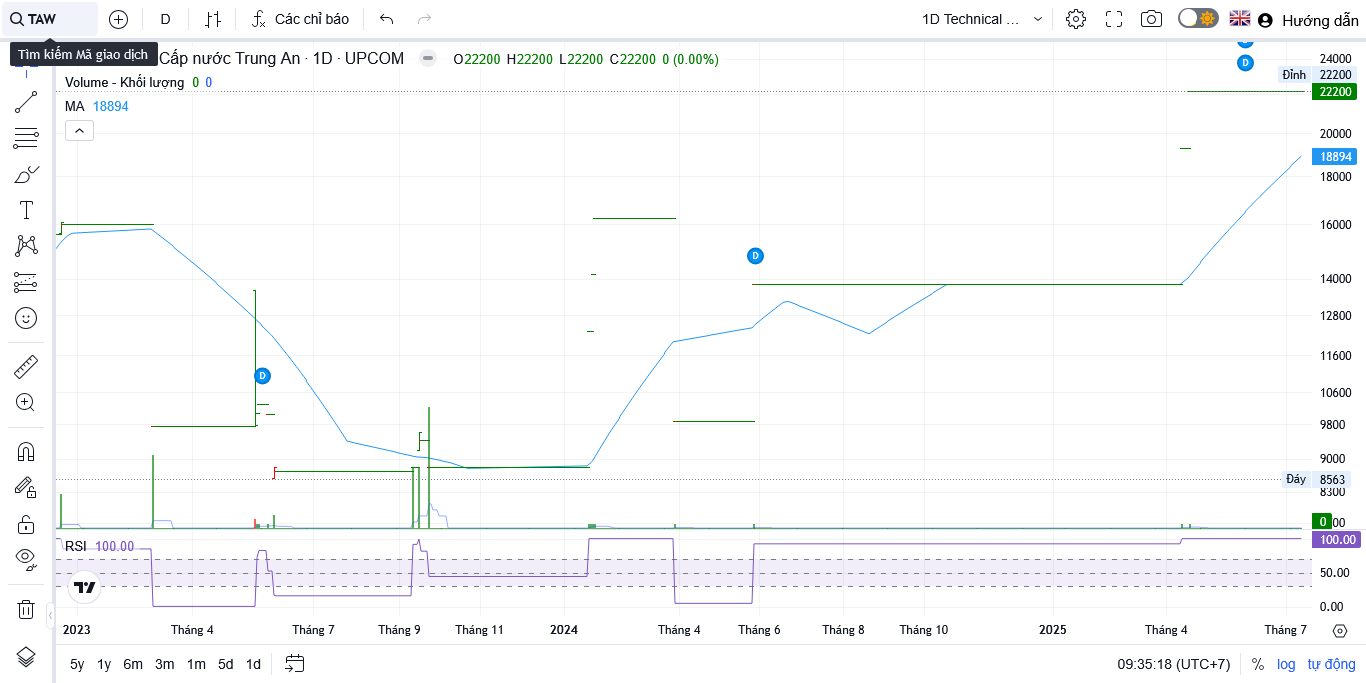 TAW
D
Các chỉ báo
1D Technical ...
Hướng dẫn
Tìm kiếm Mã giao dịch
Cấp nước Trung An · 1D · UPCOM
O22200 H22200 L22200 C22200 0 (0.00%)
Volume - Khối lượng 0 0
MA 18894
D
D
D
24000
Đỉnh 22200
22200
20000
18894
18000
16000
14000
12800
11600
10600
9800
9000
Đáy 8563
8300
0
RSI 100.00
100.00
50.00
0.00
2023 Tháng 4 Tháng 7 Tháng 9 Tháng 11 2024 Tháng 4 Tháng 6 Tháng 8 Tháng 10 2025 Tháng 4 Tháng 7
5y 1y 6m 3m 1m 5d 1d
09:35:18 (UTC+7) % log tự động